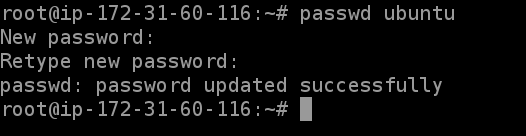 root@ip-172-31-60-116:~# passwd ubuntu
New password:
Retype new password:
passwd: password updated successfully
root@ip-172-31-60-116:~#